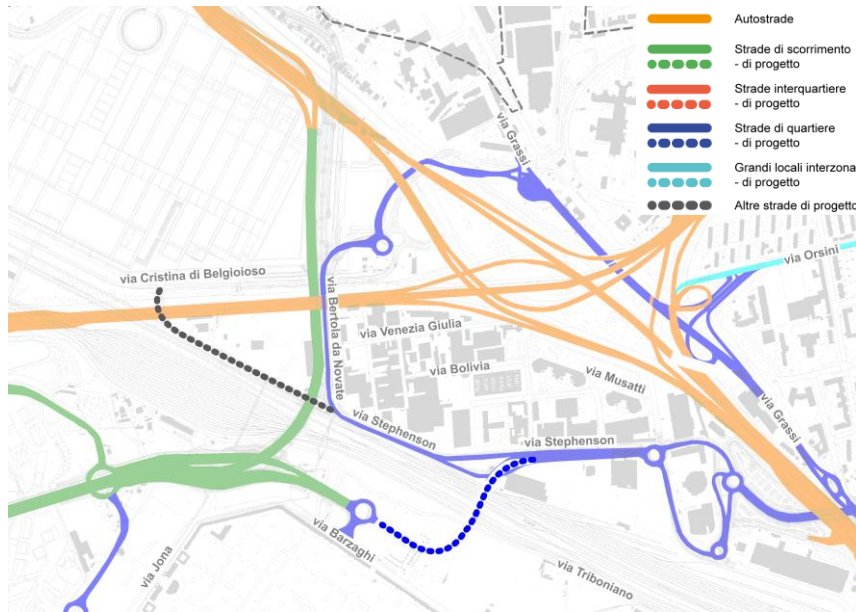 Autostrade
Strade di scorrimento
- di progetto
Strade interquartiere
- di progetto
Strade di quartiere
- di progetto
Grandi locali interzona
- di progetto
Altre strade di progetto
via Grassi
via Orsini
via Cristina di Belgioioso
via Bertola da Novate
via Venezia Giulia
via Bolivia
via Musatti
via Stephenson
via Stephenson
via Grassi
via Barzaghi
via Jona
via Triboniano